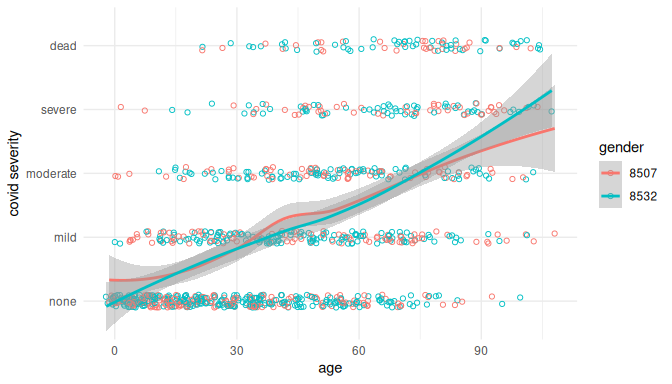 dead
severe
moderate
mild
none
covid severity
0
30
60
90
age
gender
8507
8532